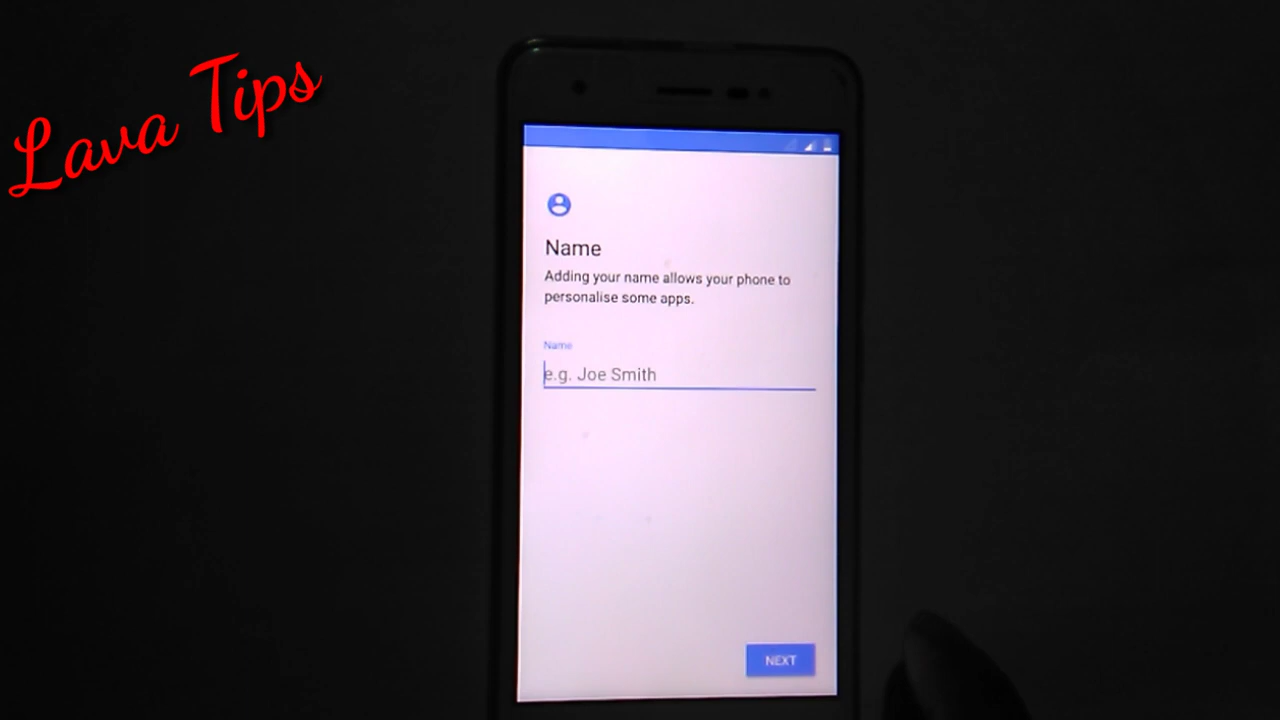 Lava Tips
Name
Adding your name allows your phone to
personalise some apps.
Name
e.g. Joe Smith
NEXT